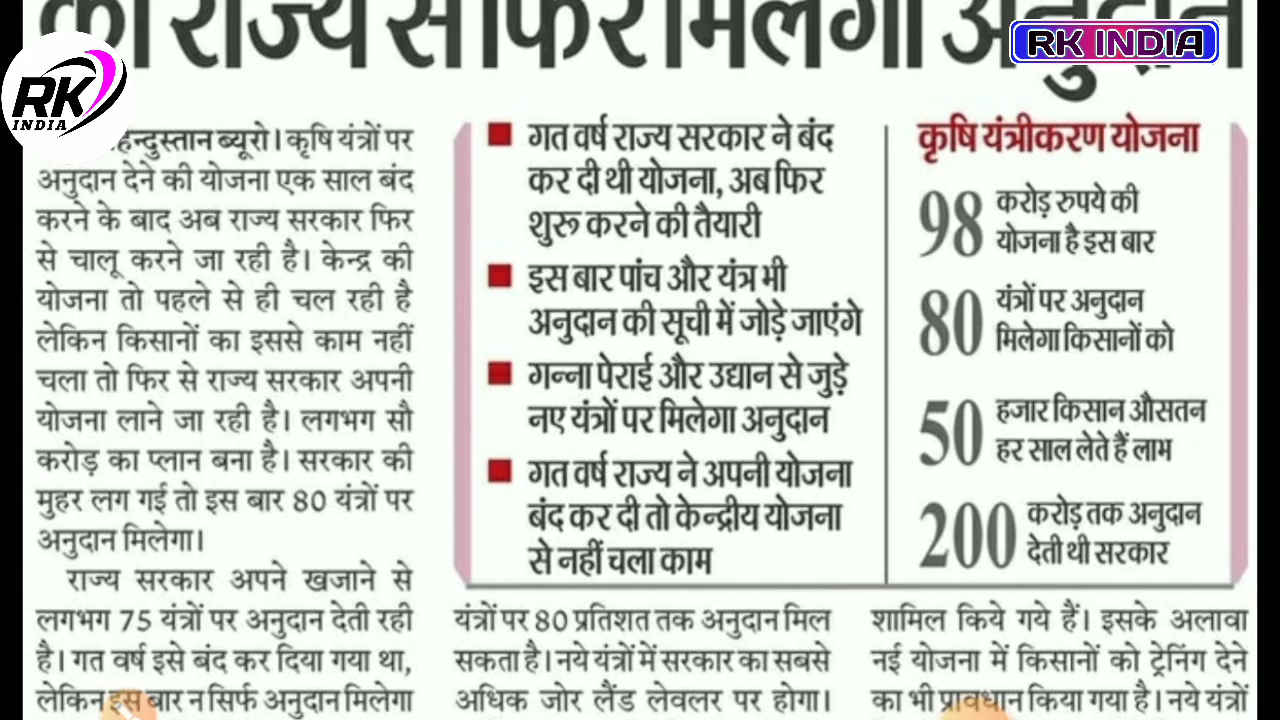 को राज्य से फिर मिलेगा अनुदान
RK INDIA
RK
INDIA
हिन्दुस्तान ब्यूरो। कृषि यंत्रों पर
अनुदान देने की योजना एक साल बंद
करने के बाद अब राज्य सरकार फिर
से चालू करने जा रही है। केन्द्र की
योजना तो पहले से ही चल रही है
लेकिन किसानों का इससे काम नहीं
चला तो फिर से राज्य सरकार अपनी
योजना लाने जा रही है। लगभग सौ
करोड़ का प्लान बना है। सरकार की
मुहर लग गई तो इस बार 80 यंत्रों पर
अनुदान मिलेगा।
राज्य सरकार अपने खजाने से
लगभग 75 यंत्रों पर अनुदान देती रही
है। गत वर्ष इसे बंद कर दिया गया था,
लेकिन इस बार न सिर्फ अनुदान मिलेगा
गत वर्ष राज्य सरकार ने बंद
कर दी थी योजना, अब फिर
शुरू करने की तैयारी
इस बार पांच और यंत्र भी
अनुदान की सूची में जोड़े जाएंगे
गन्ना पेराई और उद्यान से जुड़े
नए यंत्रों पर मिलेगा अनुदान
गत वर्ष राज्य ने अपनी योजना
बंद कर दी तो केन्द्रीय योजना
से नहीं चला काम
कृषि यंत्रीकरण योजना
98 करोड़ रुपये की
योजना है इस बार
80 यंत्रों पर अनुदान
मिलेगा किसानों को
50 हजार किसान औसतन
हर साल लेते हैं लाभ
200 करोड़ तक अनुदान
देती थी सरकार
यंत्रों पर 80 प्रतिशत तक अनुदान मिल
सकता है। नये यंत्रों में सरकार का सबसे
अधिक जोर लैंड लेवलर पर होगा।
शामिल किये गये हैं। इसके अलावा
नई योजना में किसानों को ट्रेनिंग देने
का भी प्रावधान किया गया है। नये यंत्रों